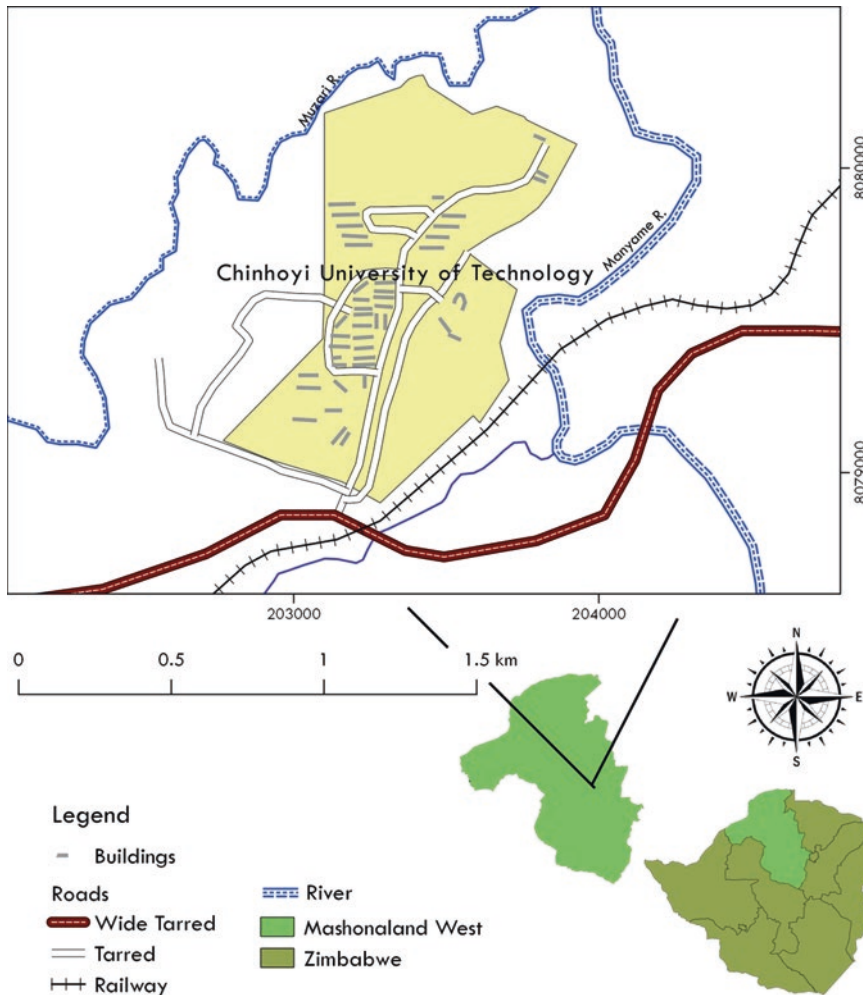 Muzari R.
8080000
Manyame R.
Chinhoyi University of Technology
8079000
203000
204000
0
0.5
1
1.5 km
N
W
E
S
Legend
Buildings
Roads
Wide Tarred
Tarred
Railway
River
Mashonaland West
Zimbabwe